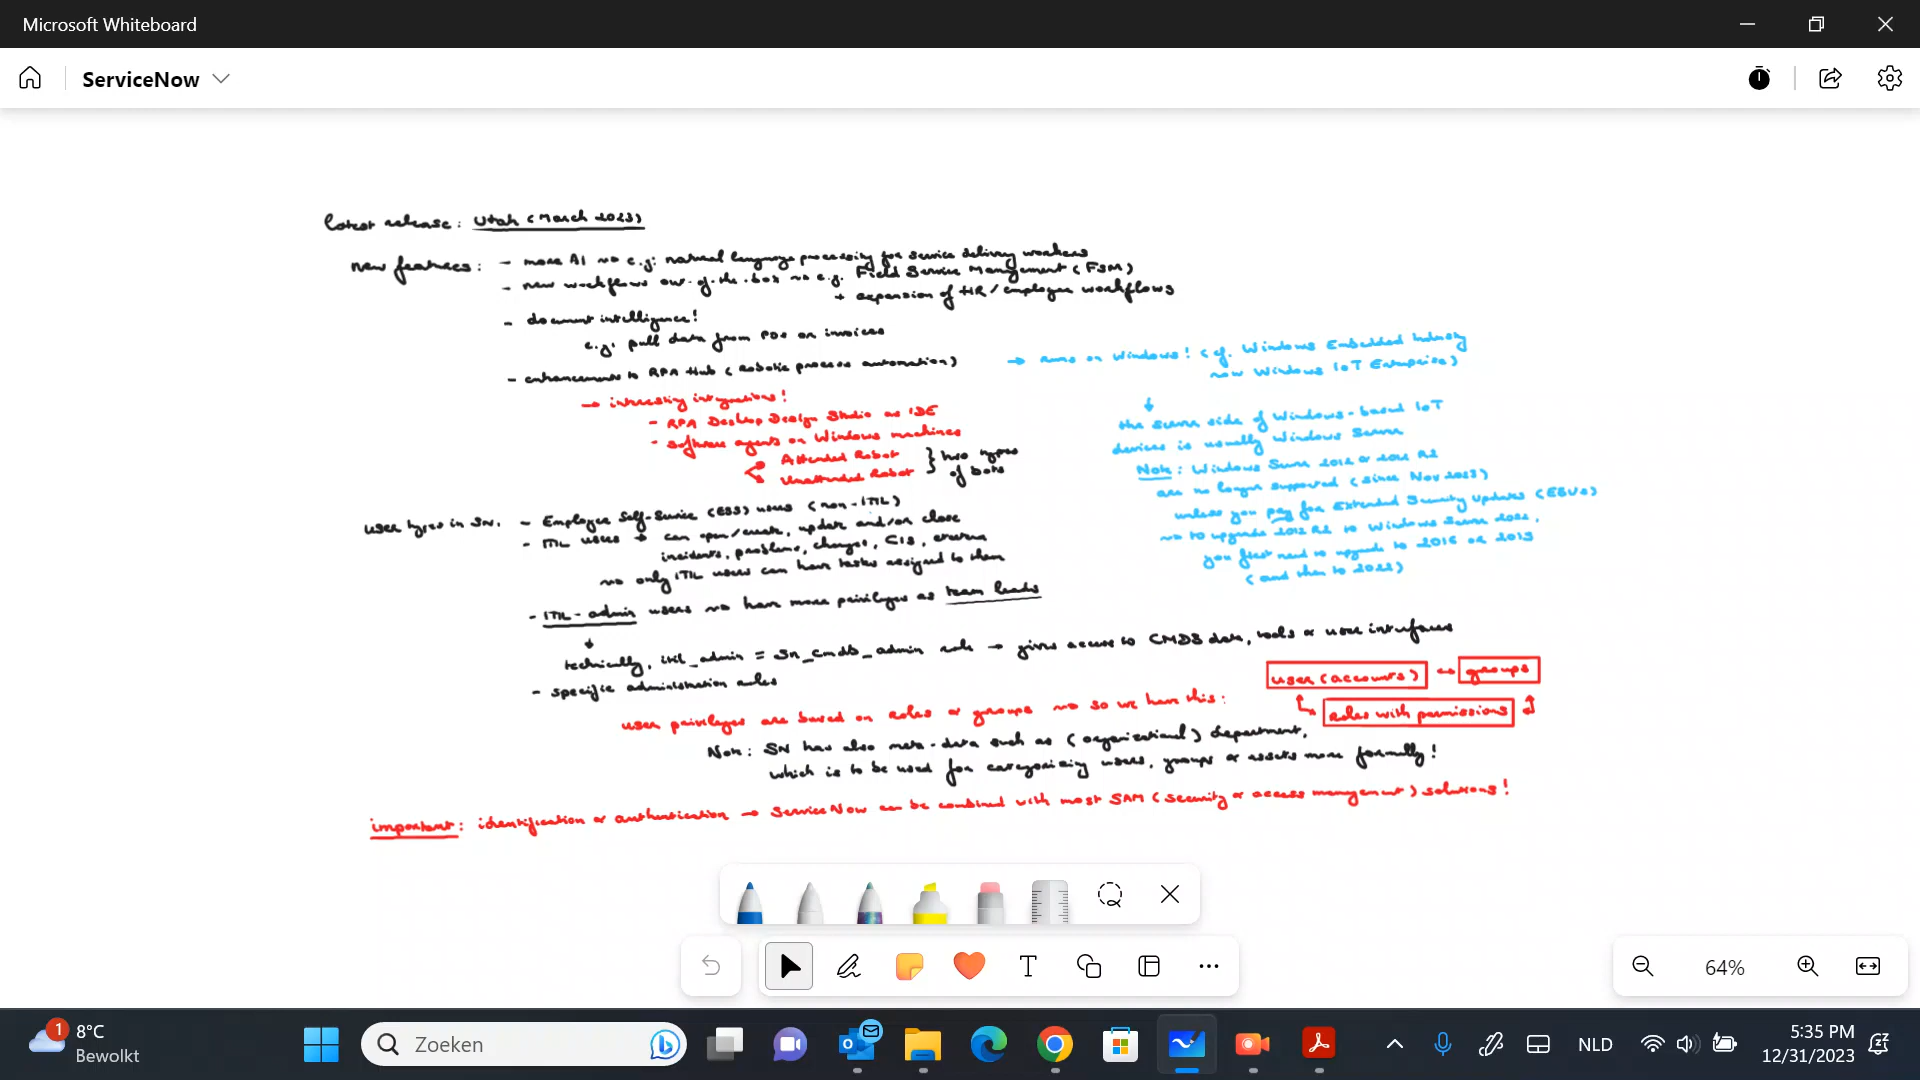 Microsoft Whiteboard
ServiceNow
latest release: Utah (March 2023)
new features: - more AI ~> e.g. natural language processing for service delivery workers
- new workflows out-of-the-box ~> e.g. Field Service Management (FSM)
+ expansion of HR/employee workflows
- document intelligence!
e.g. pull data from PDFs or invoices
- enhancements to RPA Hub (robotic process automation)
→ interesting integrations!
- RPA Desktop Design Studio as IDE
- software agents on Windows machines
Attended Robot
Unattended Robot
} two types
of bots
→ runs on Windows! (cf. Windows Embedded Industry
now Windows IoT Enterprise)
↓
the server side of Windows-based IoT
devices is usually Windows Server
Note: Windows Server 2012 or 2012 R2
are no longer supported (since Nov 2023)
unless you pay for Extended Security Updates (ESUs)
~> to upgrade 2012 R2 to Windows Server 2022,
you first need to upgrade to 2016 or 2019
(and then to 2022)
user types in SN: - Employee Self-Service (ESS) users (non-ITIL)
- ITIL users → can open/create, update and/or close
incidents, problems, changes, CIs,
~> only ITIL users can have tasks assigned to them
- ITIL-admin users ~> have more privileges as team leads
↓
technically, itil_admin = sn_cmdb_admin role → gives access to CMDB data, tools or user interfaces
- specific administration roles
user privileges are based on roles or groups ~> so we have this:
user (accounts) ↔ groups
roles with permissions
Note: SN has also meta-data such as (organizational) department,
which is to be used for categorizing users, groups or assets more formally!
important: identification or authentication → ServiceNow can be combined with most SAM (security or access management) solutions!
64%
1
8°C
Bewolkt
Zoeken
NLD
5:35 PM
12/31/2023